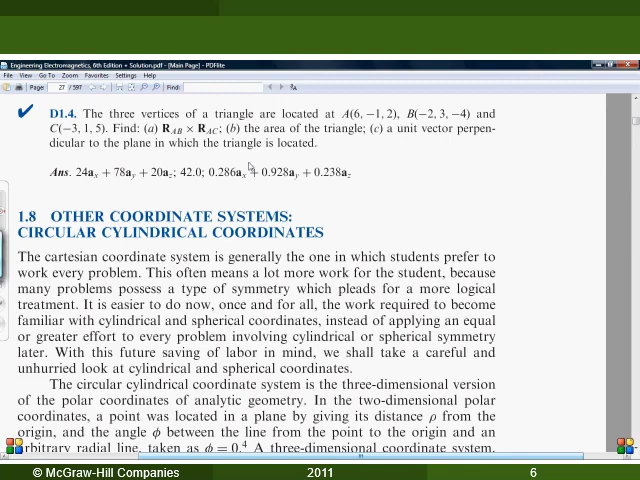 Engineering Electromagnetics, 6th Edition + Solution.pdf - [Main Page] - PDFlite
File View Go To Zoom Favorites Settings Help
Page: 27 / 597 Find:
D1.4. The three vertices of a triangle are located at A(6, −1, 2), B(−2, 3, −4) and
C(−3, 1, 5). Find: (a) R_AB × R_AC; (b) the area of the triangle; (c) a unit vector perpen-
dicular to the plane in which the triangle is located.
Ans. 24a_x + 78a_y + 20a_z; 42.0; 0.286a_x + 0.928a_y + 0.238a_z
1.8 OTHER COORDINATE SYSTEMS:
CIRCULAR CYLINDRICAL COORDINATES
The cartesian coordinate system is generally the one in which students prefer to
work every problem. This often means a lot more work for the student, because
many problems possess a type of symmetry which pleads for a more logical
treatment. It is easier to do now, once and for all, the work required to become
familiar with cylindrical and spherical coordinates, instead of applying an equal
or greater effort to every problem involving cylindrical or spherical symmetry
later. With this future saving of labor in mind, we shall take a careful and
unhurried look at cylindrical and spherical coordinates.
The circular cylindrical coordinate system is the three-dimensional version
of the polar coordinates of analytic geometry. In the two-dimensional polar
coordinates, a point was located in a plane by giving its distance ρ from the
origin, and the angle ϕ between the line from the point to the origin and an
arbitrary radial line, taken as ϕ = 0.⁴ A three-dimensional coordinate system,
© McGraw-Hill Companies 2011 6